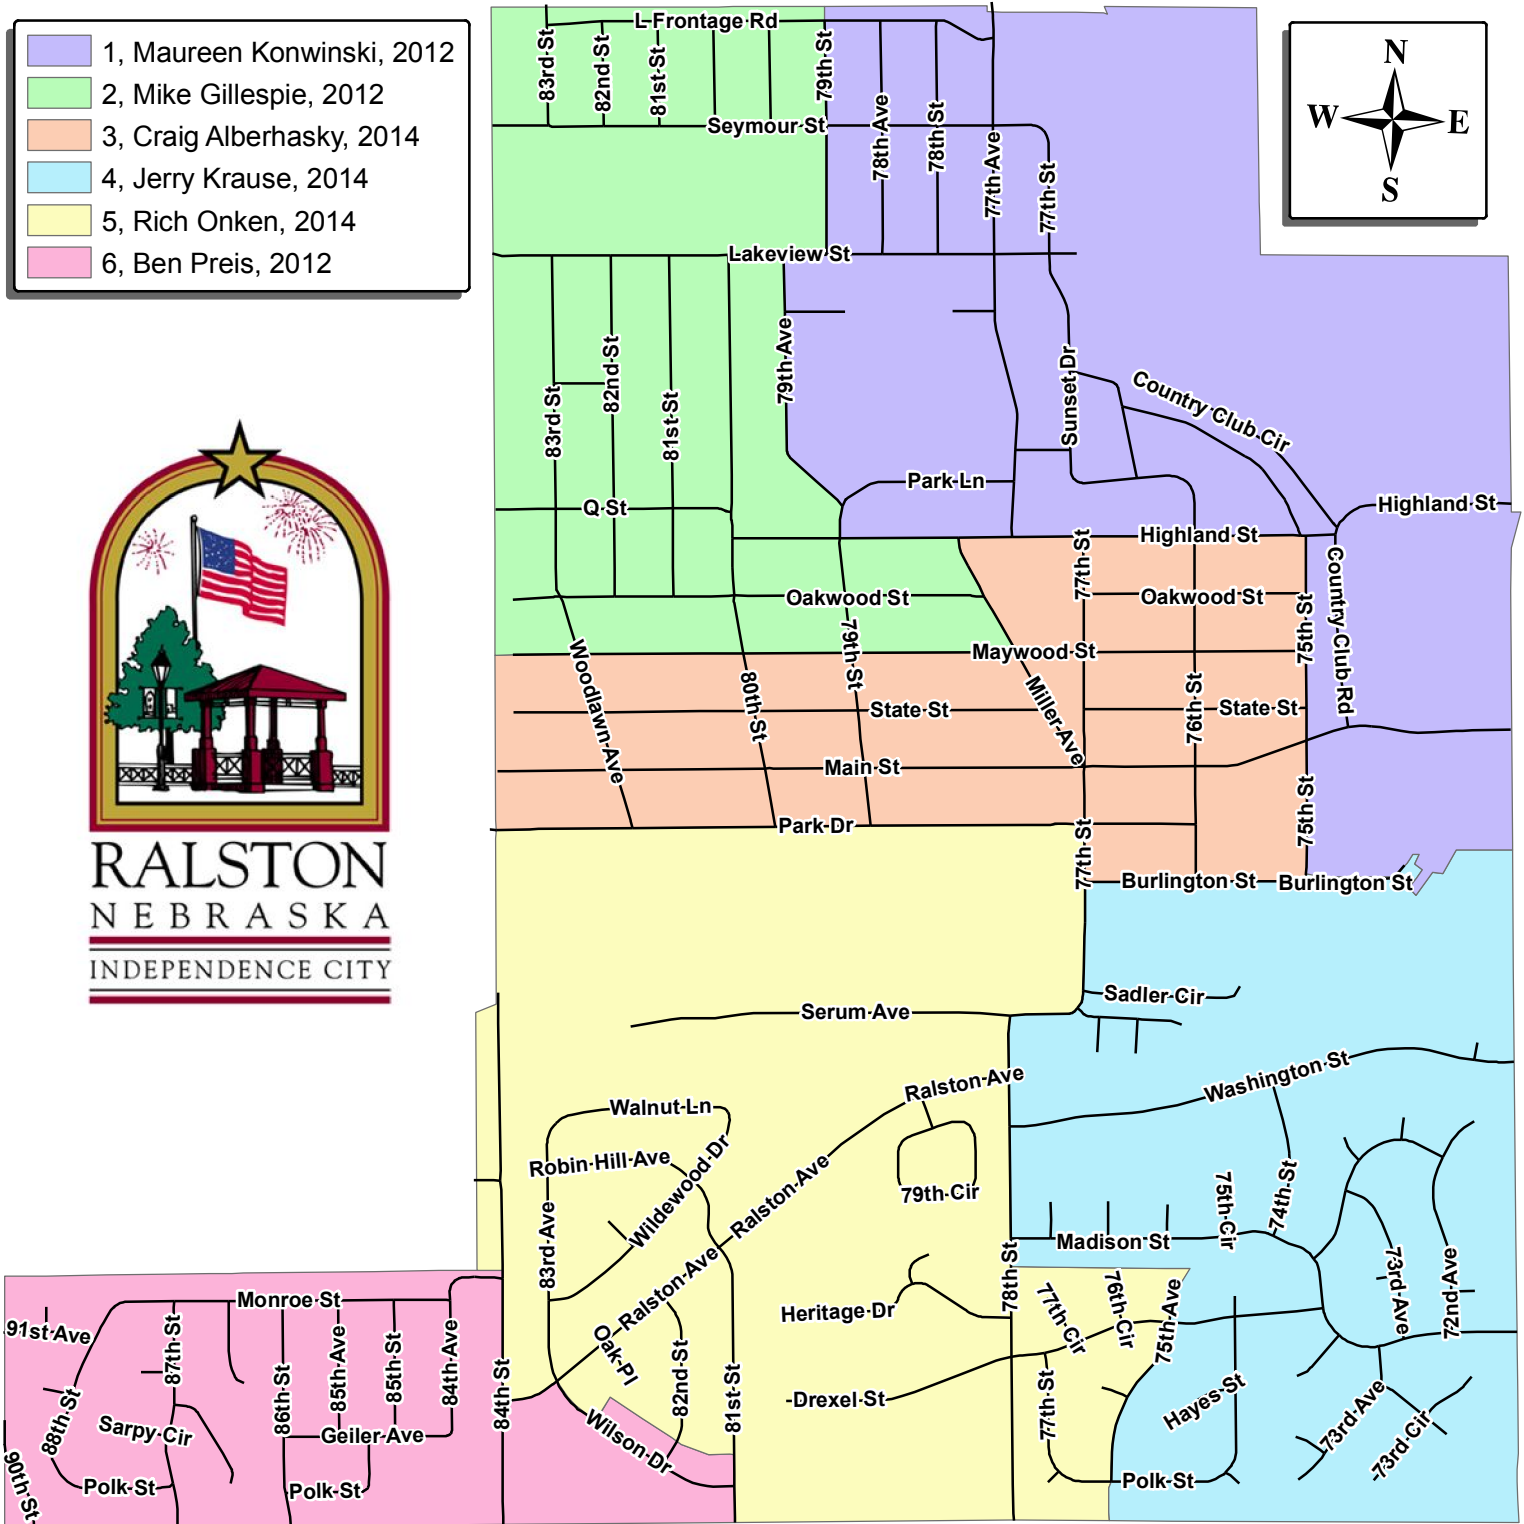 1, Maureen Konwinski, 2012
2, Mike Gillespie, 2012
3, Craig Alberhasky, 2014
4, Jerry Krause, 2014
5, Rich Onken, 2014
6, Ben Preis, 2012
N
W
E
S
L Frontage Rd
83rd St
82nd St
81st St
79th St
Seymour St
78th Ave
78th St
77th Ave
77th St
Lakeview St
79th Ave
Sunset Dr
83rd St
82nd St
81st St
Country Club Cir
Park Ln
Q St
Highland St
Highland St
77th St
Country Club Rd
Oakwood St
Oakwood St
75th St
Woodlawn Ave
79th St
Maywood St
80th St
State St
Miller Ave
76th St
State St
Main St
75th St
Park Dr
77th St
Burlington St
Burlington St
RALSTON
NEBRASKA
INDEPENDENCE CITY
Sadler Cir
Serum Ave
Washington St
Ralston Ave
Walnut Ln
Robin Hill Ave
Wildewood Dr
Ralston Ave
79th Cir
75th Cir
74th St
83rd Ave
Madison St
Ralston Ave
78th St
73rd Ave
72nd Ave
Monroe St
Heritage Dr
77th Cir
76th Cir
75th Ave
91st Ave
87th St
86th St
85th Ave
85th St
84th Ave
84th St
Oak Pl
82nd St
81st St
Drexel St
77th St
Hayes St
73rd Ave
73rd Cir
88th St
Sarpy Cir
Geiler Ave
Wilson Dr
90th St
Polk St
Polk St
Polk St